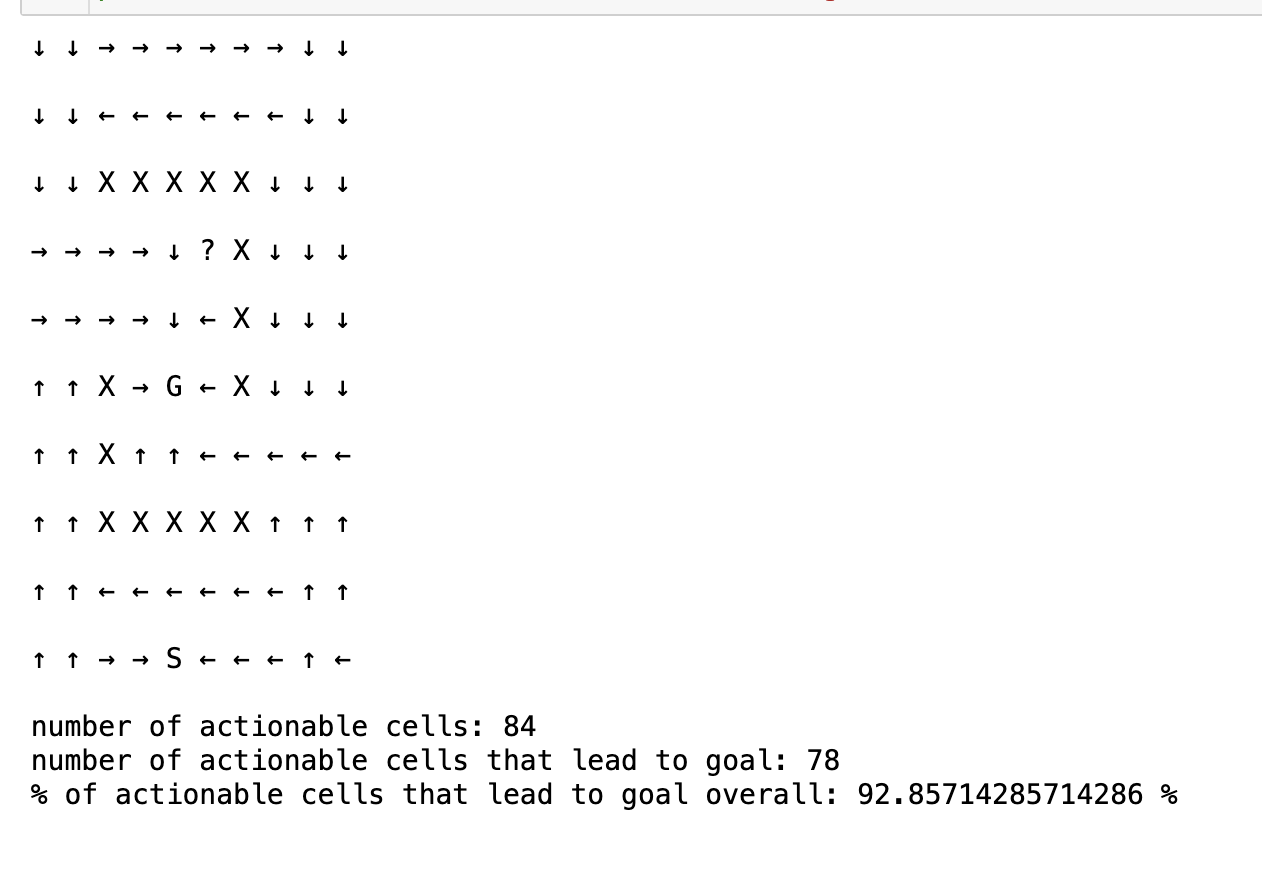 ↓ ↓ → → → → → → ↓ ↓
↓ ↓ ← ← ← ← ← ← ↓ ↓
↓ ↓ X X X X X ↓ ↓ ↓
→ → → → ↓ ? X ↓ ↓ ↓
→ → → → ↓ ← X ↓ ↓ ↓
↑ ↑ X → G ← X ↓ ↓ ↓
↑ ↑ X ↑ ↑ ← ← ← ← ←
↑ ↑ X X X X X ↑ ↑ ↑
↑ ↑ ← ← ← ← ← ← ↑ ↑
↑ ↑ → → S ← ← ← ↑ ←
number of actionable cells: 84
number of actionable cells that lead to goal: 78
% of actionable cells that lead to goal overall: 92.85714285714286 %